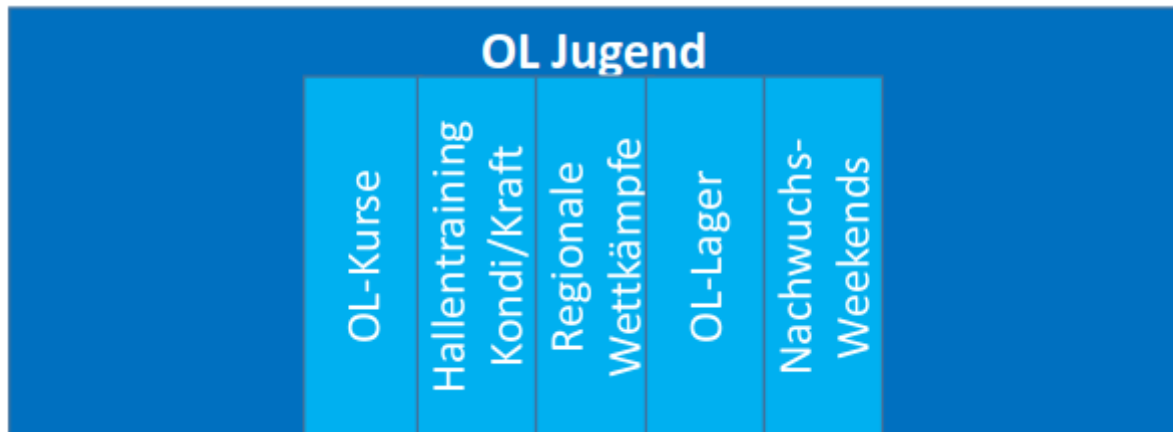 OL Jugend
OL-Kurse
Hallentraining
Kondi/Kraft
Regionale
Wettkämpfe
OL-Lager
Nachwuchs-
Weekends